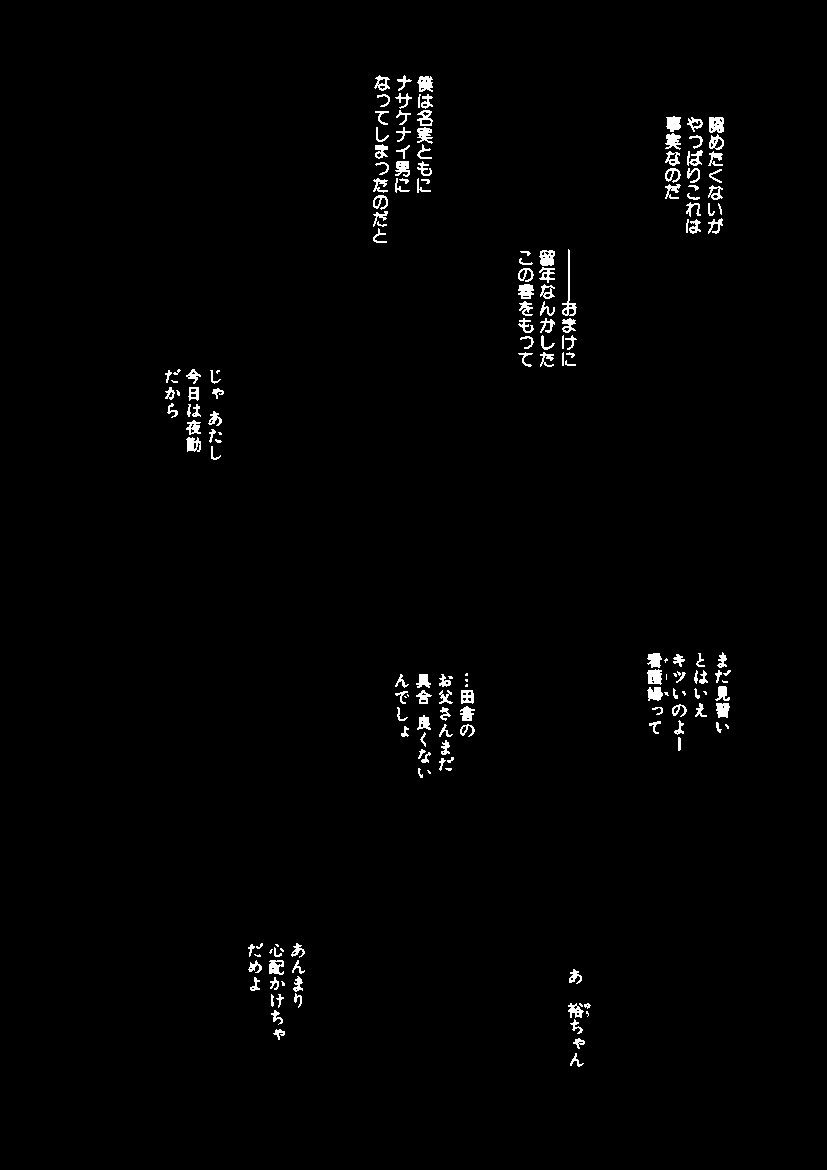 認めたくないが
やっぱりこれは
事実なのだ
――おまけに
留年なんかした
この春をもって
僕は名実ともに
ナサケナイ男に
なってしまったのだと
じゃ あたし
今日は夜勤
だから
まだ見習い
とはいえ
キツいのよー
看護婦って
…田舎の
お父さんまだ
具合 良くない
んでしょ
あ 裕ちゃん
あんまり
心配かけちゃ
だめよ